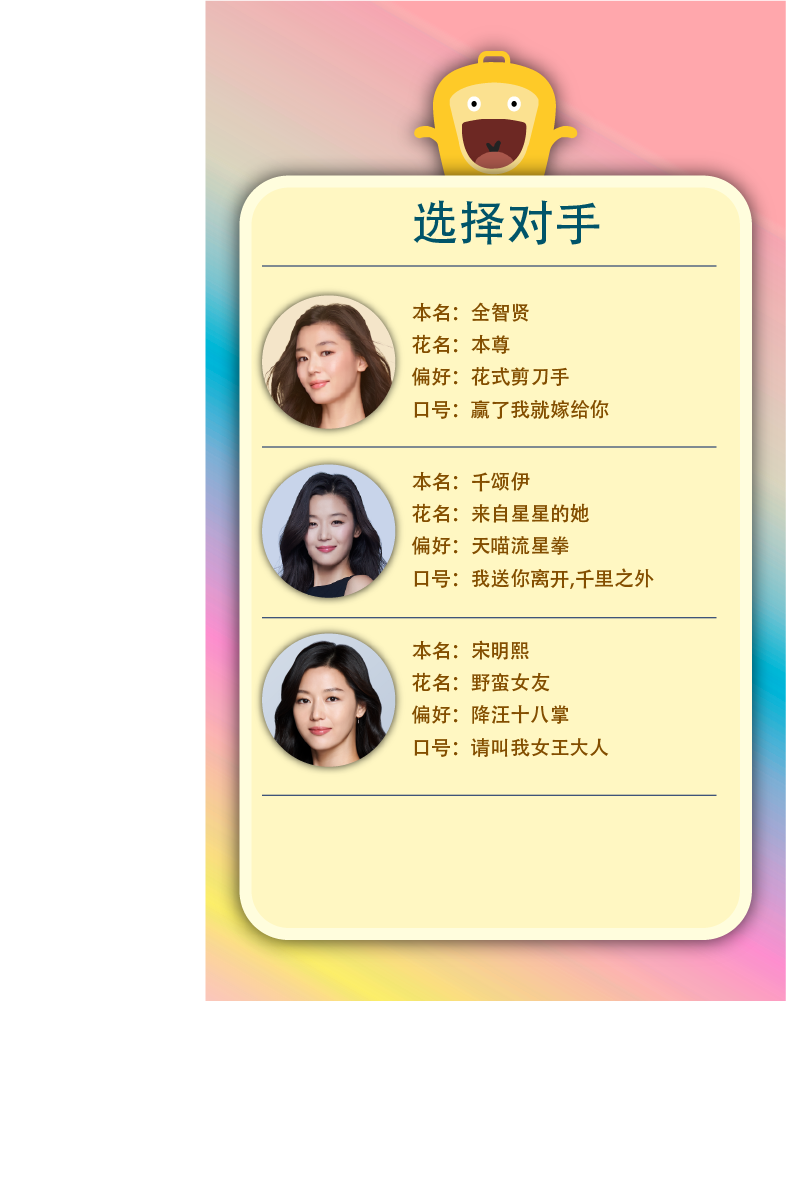 选择对手
本名：全智贤
花名：本尊
偏好：花式剪刀手
口号：赢了我就嫁给你
本名：千颂伊
花名：来自星星的她
偏好：天喵流星拳
口号：我送你离开,千里之外
本名：宋明熙
花名：野蛮女友
偏好：降汪十八掌
口号：请叫我女王大人